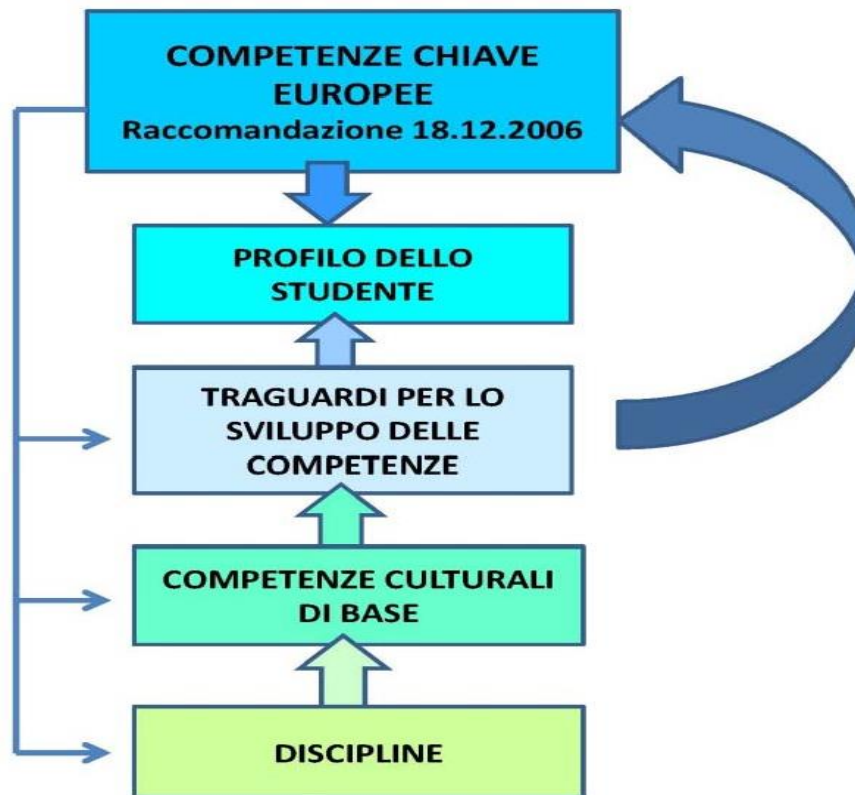 COMPETENZE CHIAVE
EUROPEE
Raccomandazione 18.12.2006
PROFILO DELLO
STUDENTE
TRAGUARDI PER LO
SVILUPPO DELLE
COMPETENZE
COMPETENZE CULTURALI
DI BASE
DISCIPLINE